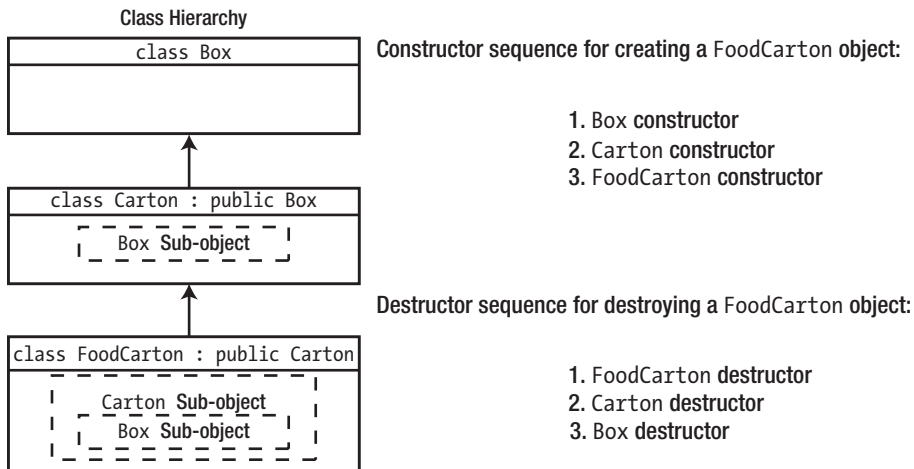 Class Hierarchy
class Box
class Carton : public Box
Box Sub-object
class FoodCarton : public Carton
Carton Sub-object
Box Sub-object
Constructor sequence for creating a FoodCarton object:
1. Box constructor
2. Carton constructor
3. FoodCarton constructor
Destructor sequence for destroying a FoodCarton object:
1. FoodCarton destructor
2. Carton destructor
3. Box destructor